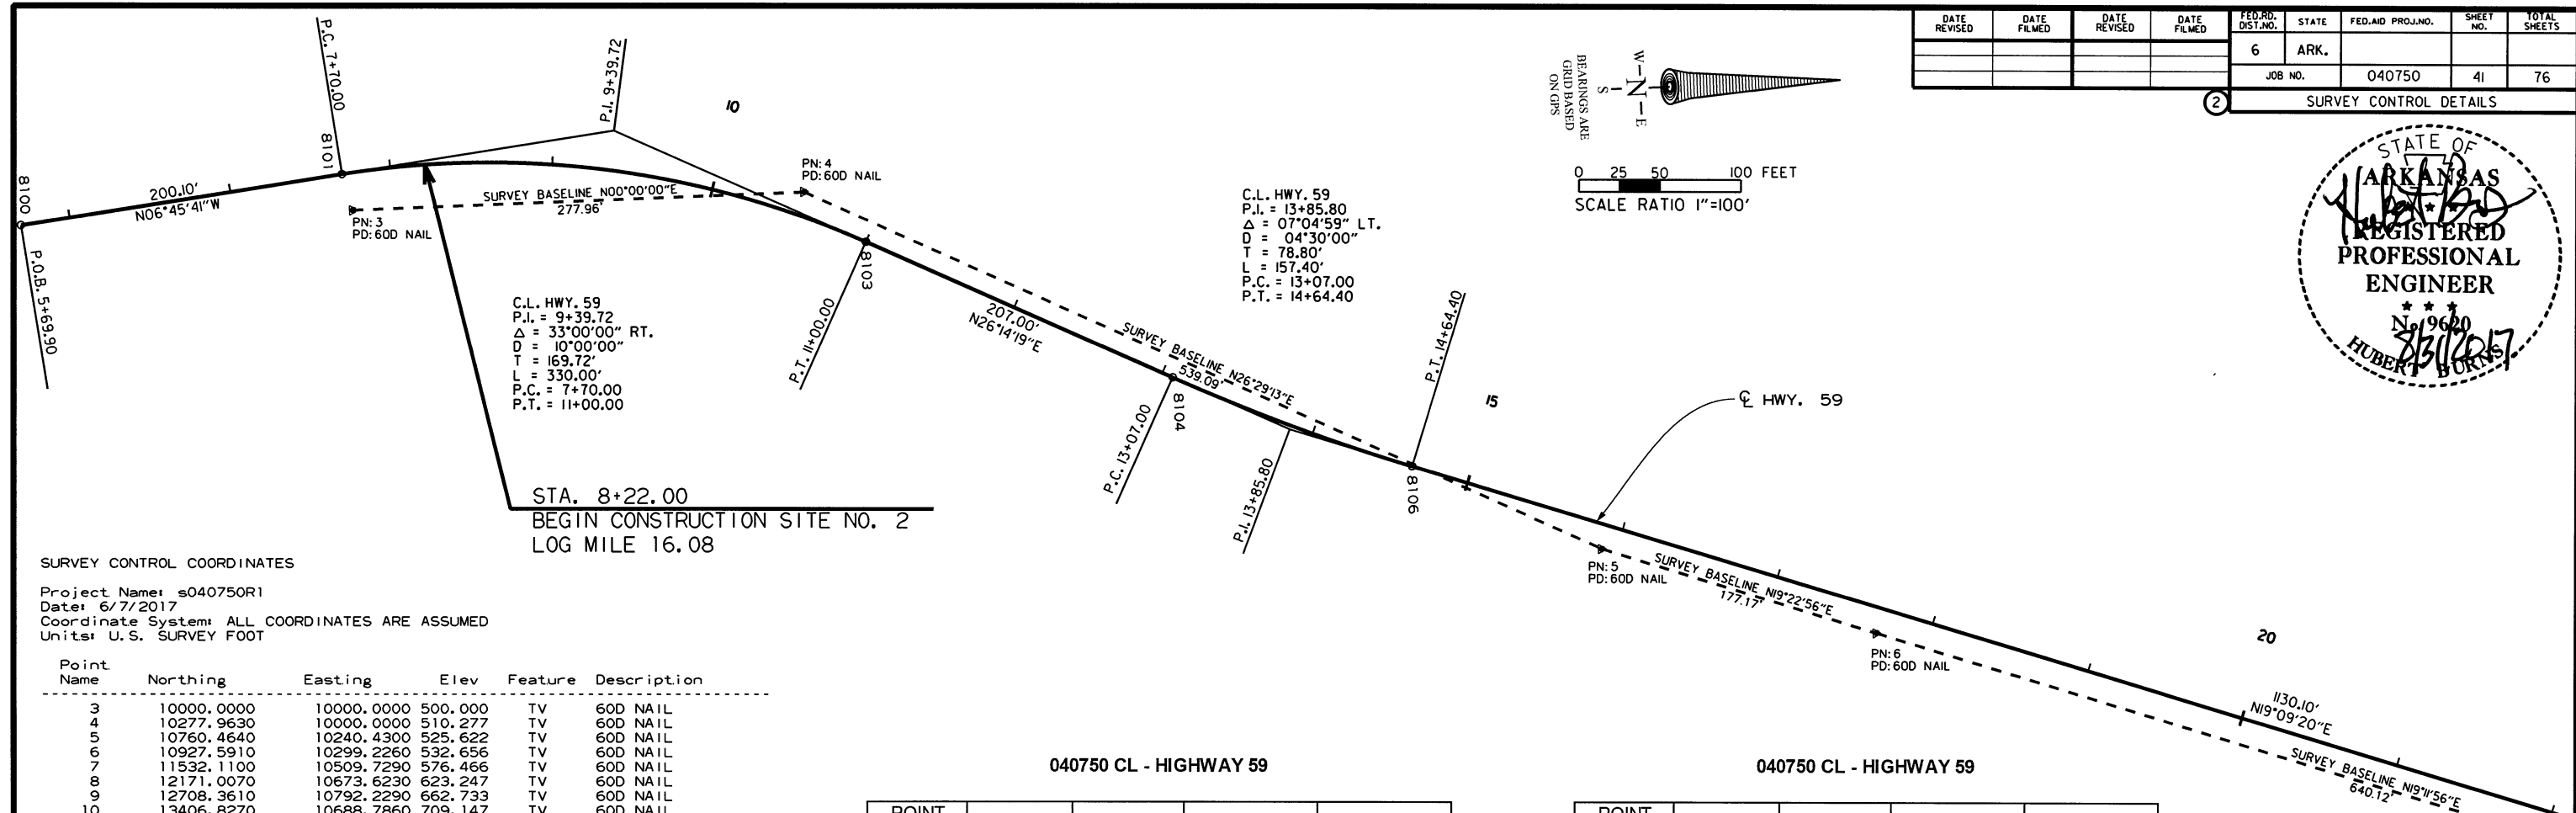 DATE REVISED
DATE FILMED
DATE REVISED
DATE FILMED
FED.RD. DIST.NO.
STATE
FED.AID PROJ.NO.
SHEET NO.
TOTAL SHEETS
6 ARK.
JOB NO. 040750 41 76
2 SURVEY CONTROL DETAILS
STATE OF
ARKANSAS
REGISTERED
PROFESSIONAL
ENGINEER
★ ★ ★
No. 9620
8/31/2017
HUBERT BURNS
BEARINGS ARE
GRID BASED
ON GPS
W N E S
0 25 50 100 FEET
SCALE RATIO 1"=100'
P.C. 7+70.00
P.I. 9+39.72
10
8100
8101
200.10'
N06°45'41"W
P.O.B. 5+69.90
PN: 3
PD: 60D NAIL
SURVEY BASELINE N00°00'00"E
277.96'
PN: 4
PD: 60D NAIL
8103
P.T. 11+00.00
C.L. HWY. 59
P.I. = 9+39.72
Δ = 33°00'00" RT.
D = 10°00'00"
T = 169.72'
L = 330.00'
P.C. = 7+70.00
P.T. = 11+00.00
C.L. HWY. 59
P.I. = 13+85.80
Δ = 07°04'59" LT.
D = 04°30'00"
T = 78.80'
L = 157.40'
P.C. = 13+07.00
P.T. = 14+64.40
207.00'
N26°14'19"E
SURVEY BASELINE N26°29'13"E
539.09'
P.C. 13+07.00
8104
P.I. 13+85.80
P.T. 14+64.40
8106
15
℄ HWY. 59
STA. 8+22.00
BEGIN CONSTRUCTION SITE NO. 2
LOG MILE 16.08
PN: 5
PD: 60D NAIL
SURVEY BASELINE N19°22'56"E
177.17'
PN: 6
PD: 60D NAIL
20
1130.10'
N19°09'20"E
SURVEY BASELINE N19°11'56"E
640.12'
SURVEY CONTROL COORDINATES
Project Name: s040750R1
Date: 6/7/2017
Coordinate System: ALL COORDINATES ARE ASSUMED
Units: U.S. SURVEY FOOT
Point
Name Northing Easting Elev Feature Description
3 10000.0000 10000.0000 500.000 TV 60D NAIL
4 10277.9630 10000.0000 510.277 TV 60D NAIL
5 10760.4640 10240.4300 525.622 TV 60D NAIL
6 10927.5910 10299.2260 532.656 TV 60D NAIL
7 11532.1100 10509.7290 576.466 TV 60D NAIL
8 12171.0070 10673.6230 623.247 TV 60D NAIL
9 12708.3610 10792.2290 662.733 TV 60D NAIL
10 13406.8270 10688.7860 709.147 TV 60D NAIL
040750 CL - HIGHWAY 59
POINT
040750 CL - HIGHWAY 59
POINT